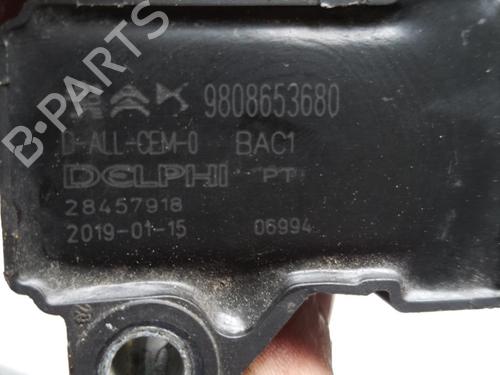 9808653680
D-ALL-CEM-0 BAC1
DELPHI PT
28457918
2019-01-15 06994
B-PARTS